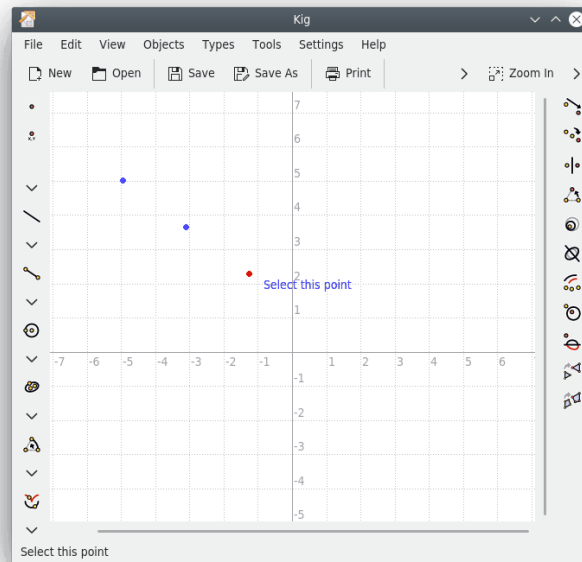 Kig
File Edit View Objects Types Tools Settings Help
New Open Save Save As Print Zoom In
x,y
7
6
5
4
3
2
Select this point
1
-7 -6 -5 -4 -3 -2 -1 1 2 3 4 5 6
-1
-2
-3
-4
-5
Select this point